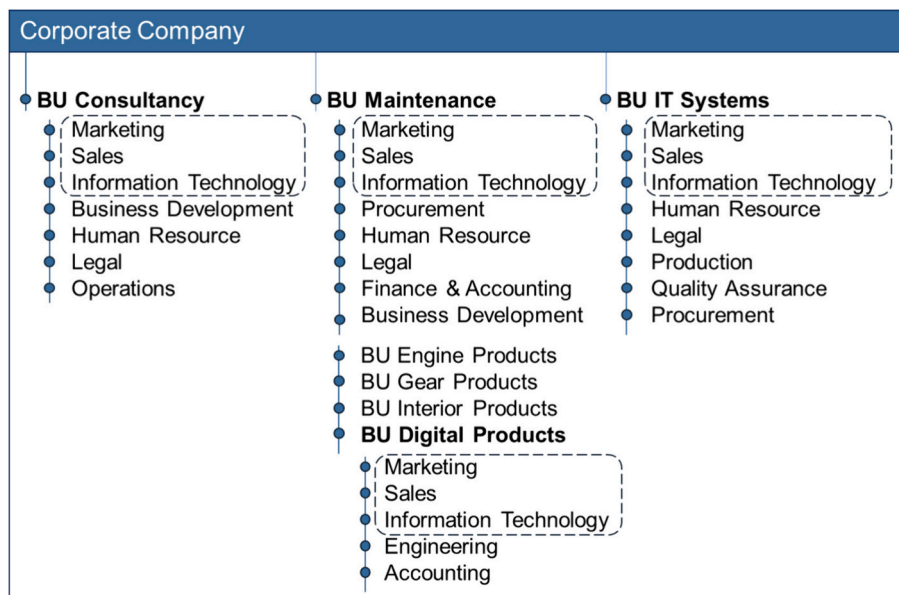 Corporate Company
BU Consultancy
Marketing
Sales
Information Technology
Business Development
Human Resource
Legal
Operations
BU Maintenance
Marketing
Sales
Information Technology
Procurement
Human Resource
Legal
Finance & Accounting
Business Development
BU Engine Products
BU Gear Products
BU Interior Products
BU Digital Products
Marketing
Sales
Information Technology
Engineering
Accounting
BU IT Systems
Marketing
Sales
Information Technology
Human Resource
Legal
Production
Quality Assurance
Procurement